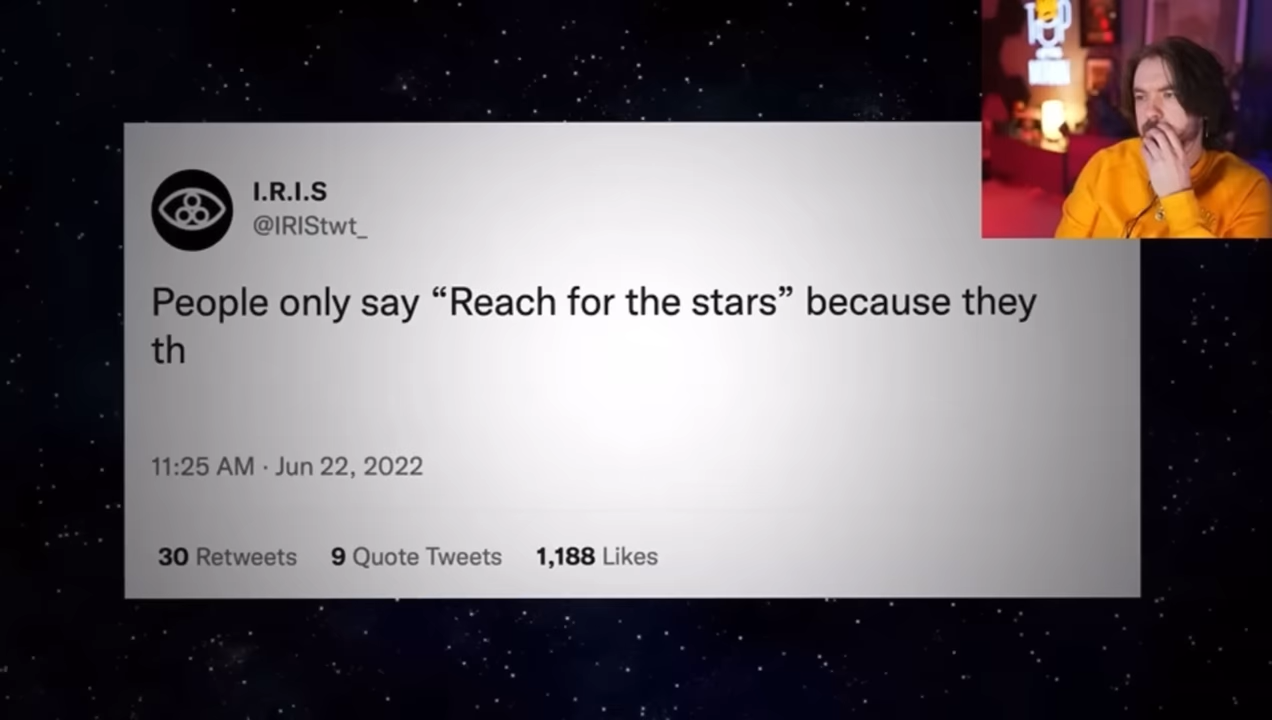 I.R.I.S
@IRIStwt_
People only say “Reach for the stars” because they
th
11:25 AM · Jun 22, 2022
30 Retweets 9 Quote Tweets 1,188 Likes